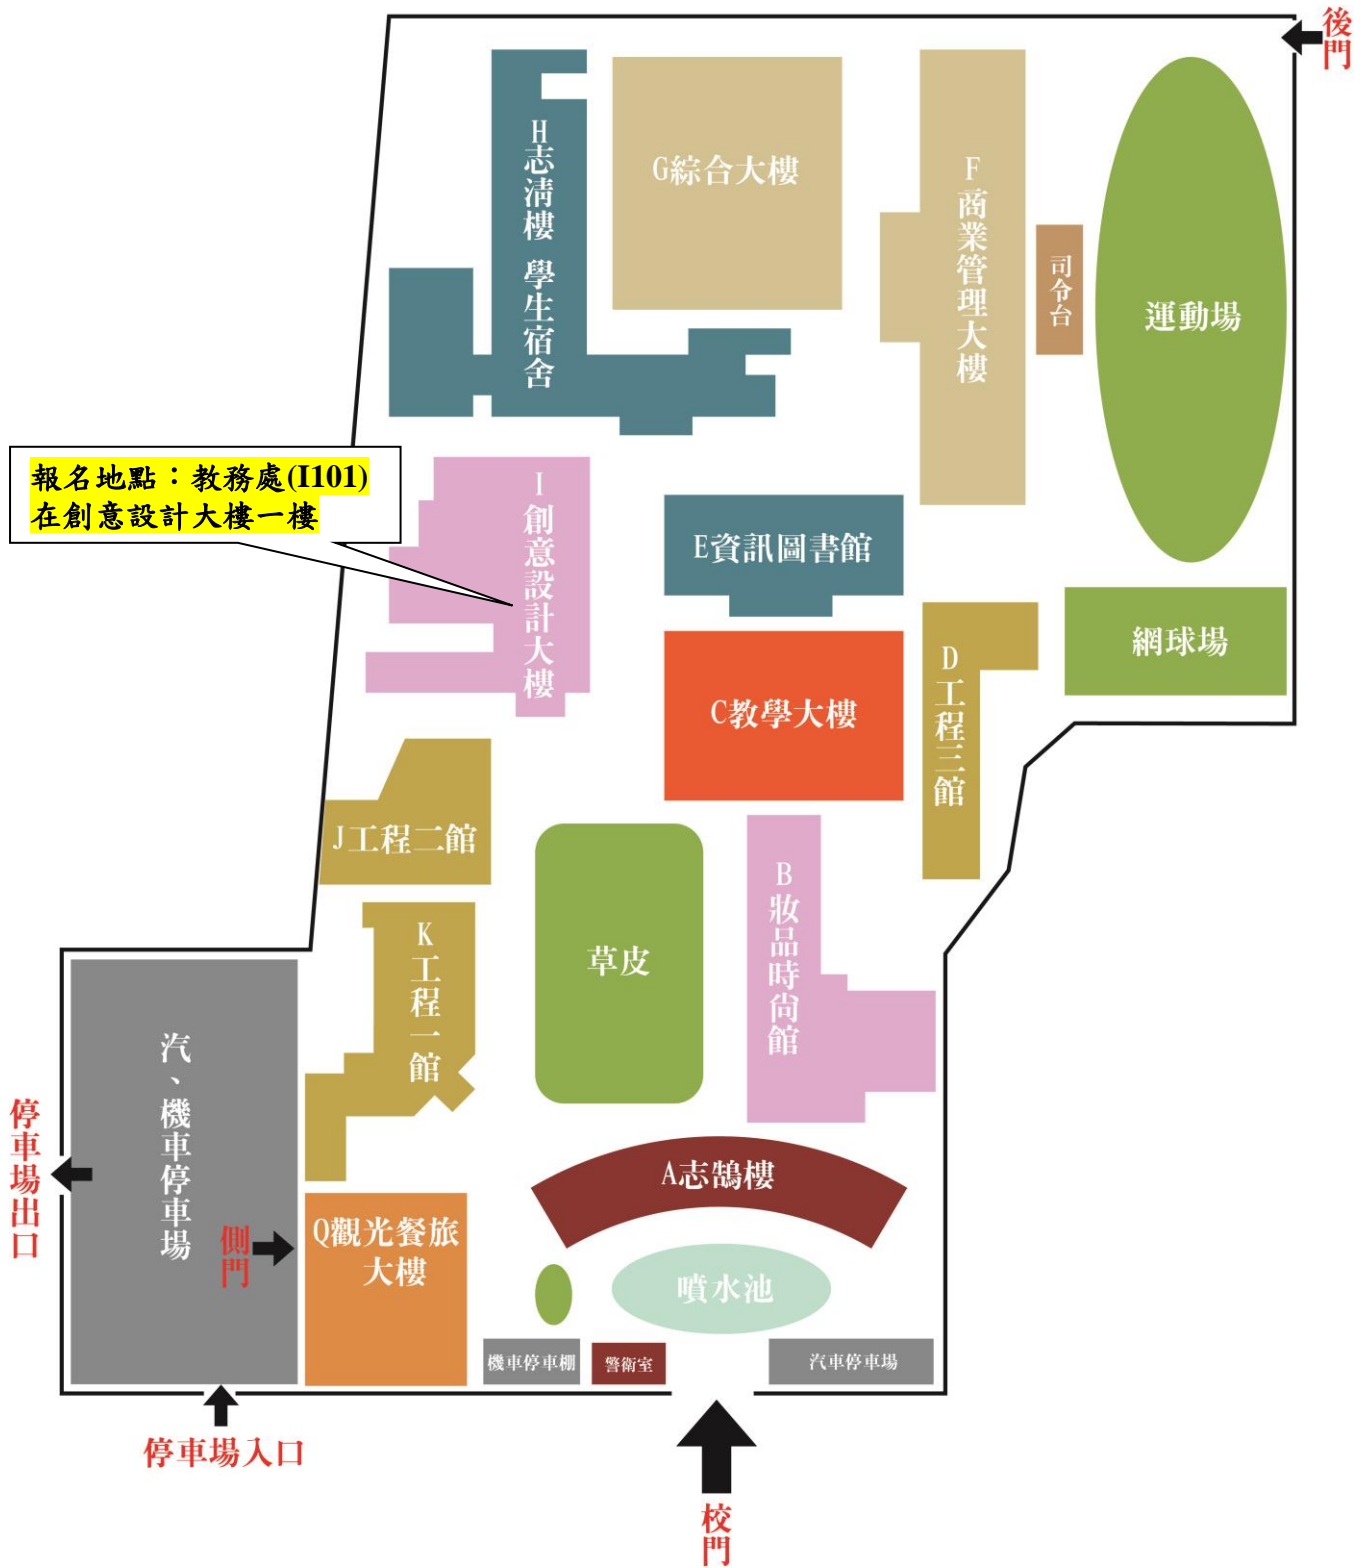 後門
H志清樓 學生宿舍
G綜合大樓
F商業管理大樓
司令台
運動場
報名地點：教務處(I101)
在創意設計大樓一樓
I創意設計大樓
E資訊圖書館
網球場
D工程三館
C教學大樓
J工程二館
B妝品時尚館
草皮
K工程一館
汽、機車停車場
停車場出口
側門
Q觀光餐旅
大樓
A志鵠樓
噴水池
機車停車棚
警衛室
汽車停車場
停車場入口
校門